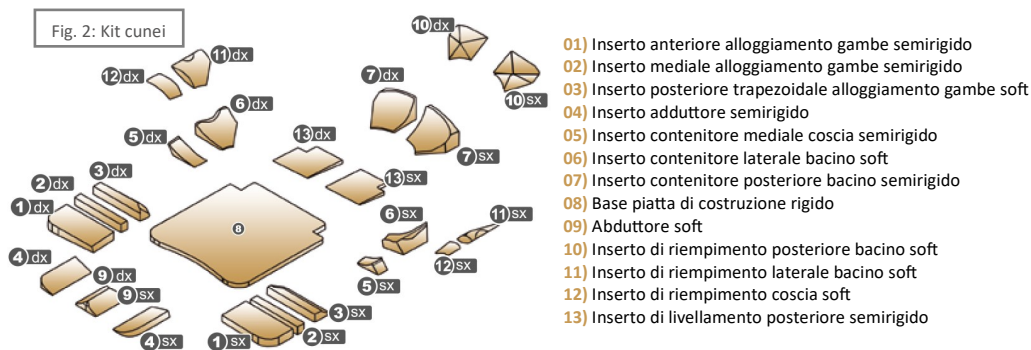 Fig. 2: Kit cunei
10 dx
11 dx
12 dx
7 dx
10 sx
6 dx
5 dx
13 dx
7 sx
3 dx
2 dx
1 dx
13 sx
8
6 sx
11 sx
4 dx
12 sx
9 dx
5 sx
9 sx
3 sx
4 sx
2 sx
1 sx
01) Inserto anteriore alloggiamento gambe semirigido
02) Inserto mediale alloggiamento gambe semirigido
03) Inserto posteriore trapezoidale alloggiamento gambe soft
04) Inserto adduttore semirigido
05) Inserto contenitore mediale coscia semirigido
06) Inserto contenitore laterale bacino soft
07) Inserto contenitore posteriore bacino semirigido
08) Base piatta di costruzione rigido
09) Abduttore soft
10) Inserto di riempimento posteriore bacino soft
11) Inserto di riempimento laterale bacino soft
12) Inserto di riempimento coscia soft
13) Inserto di livellamento posteriore semirigido